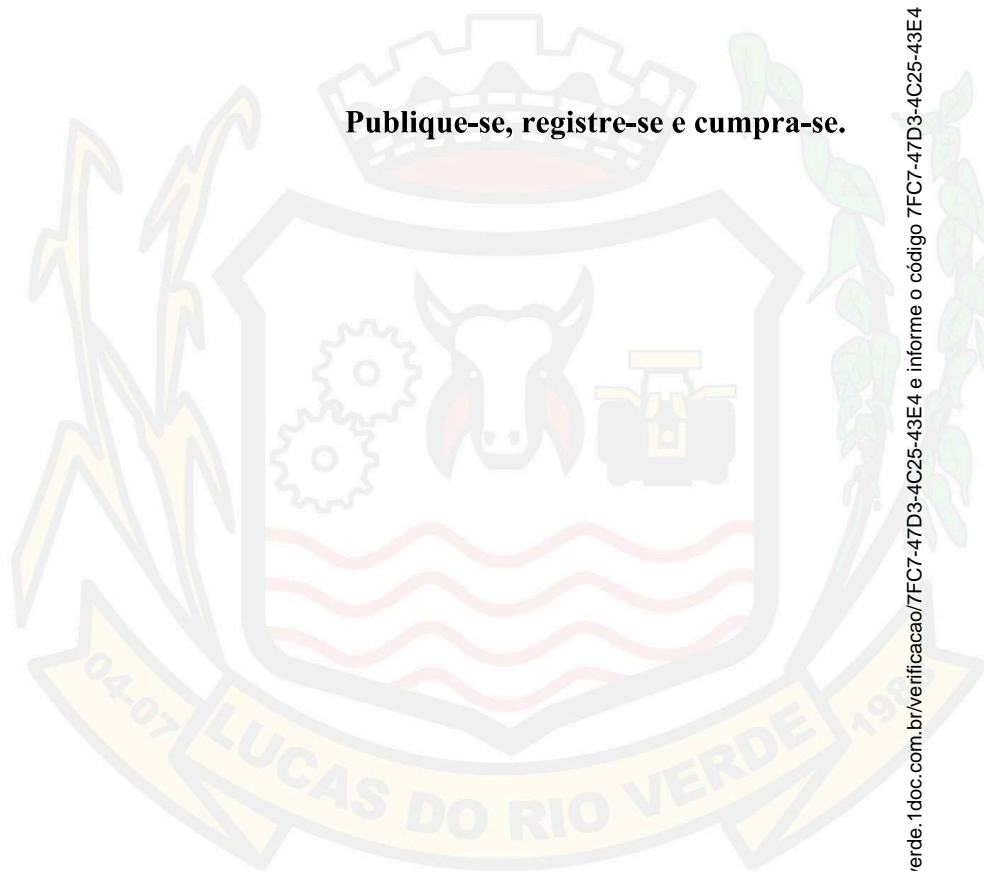 Publique-se, registre-se e cumpra-se.
verde.1doc.com.br/verificacao/7FC7-47D3-4C25-43E4 e informe o código 7FC7-47D3-4C25-43E4
04-07
LUCAS DO RIO VERDE